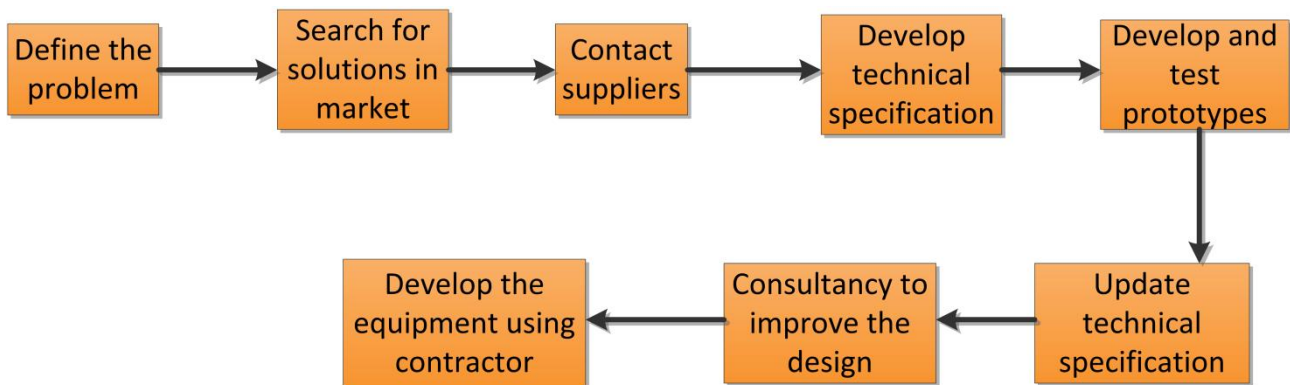 Define the
problem
Search for
solutions in
market
Contact
suppliers
Develop
technical
specification
Develop and
test
prototypes
Update
technical
specification
Consultancy to
improve the
design
Develop the
equipment using
contractor